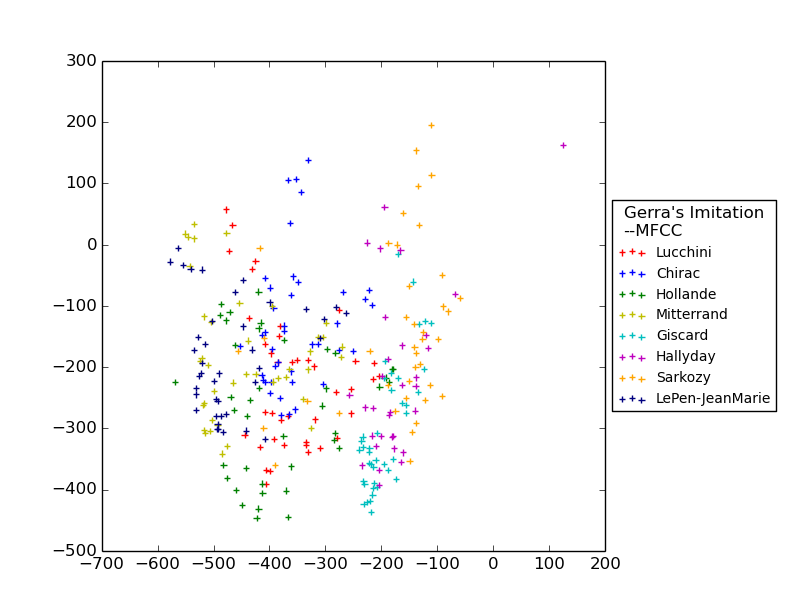 300
200
100
0
−100
−200
−300
−400
−500
−700 −600 −500 −400 −300 −200 −100 0 100 200
Gerra's Imitation
--MFCC
Lucchini
Chirac
Hollande
Mitterrand
Giscard
Hallyday
Sarkozy
LePen-JeanMarie